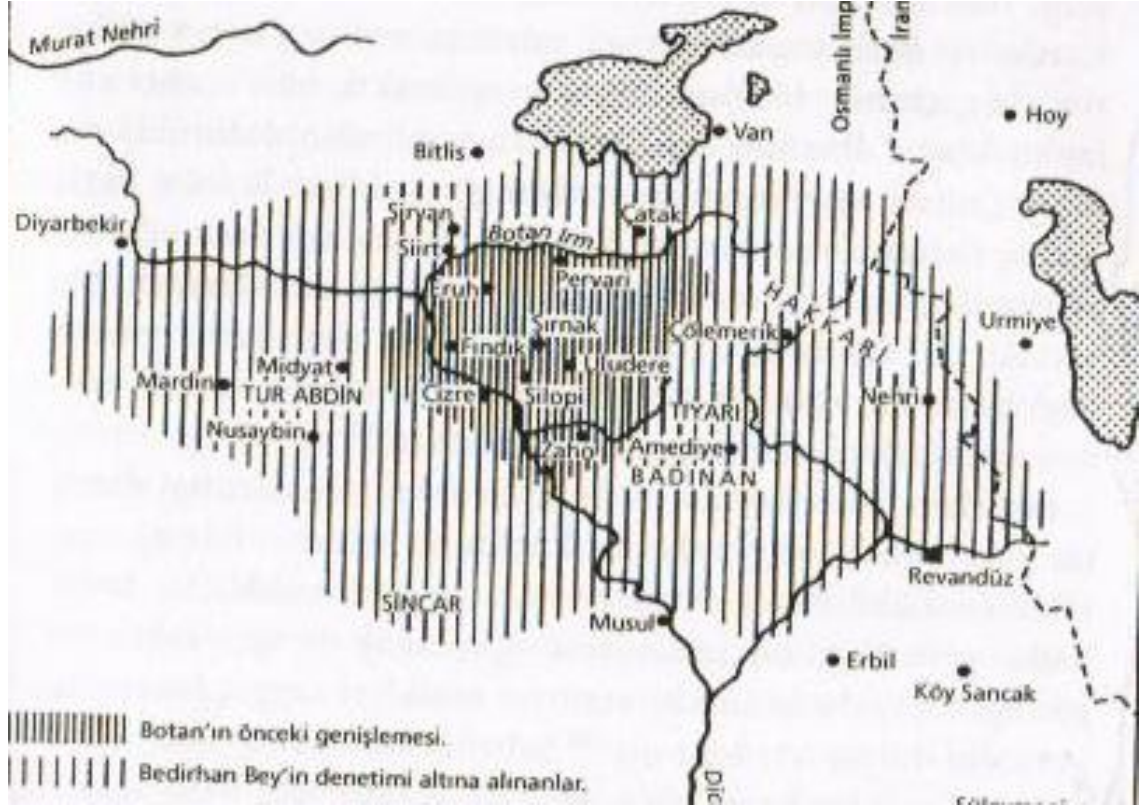 Murat Nehri
Osmanlı İmp
İran
Hoy
Van
Bitlis
Diyarbekir
Şirvan
Çatak
Siirt
Botan Irm
Pervari
Eruh
HAKKARİ
Urmiye
Şırnak
Çölemerik
Fındık
Uludere
Midyat
Mardin
TUR ABDİN
Cizre
Silopi
Nehri
TIYARI
Nusaybin
Zaho
Amediye
BADİNAN
Revandüz
SİNCAR
Musul
Erbil
Köy Sancak
Botan'ın önceki genişlemesi.
Bedirhan Bey'in denetimi altına alınanlar.
Dic